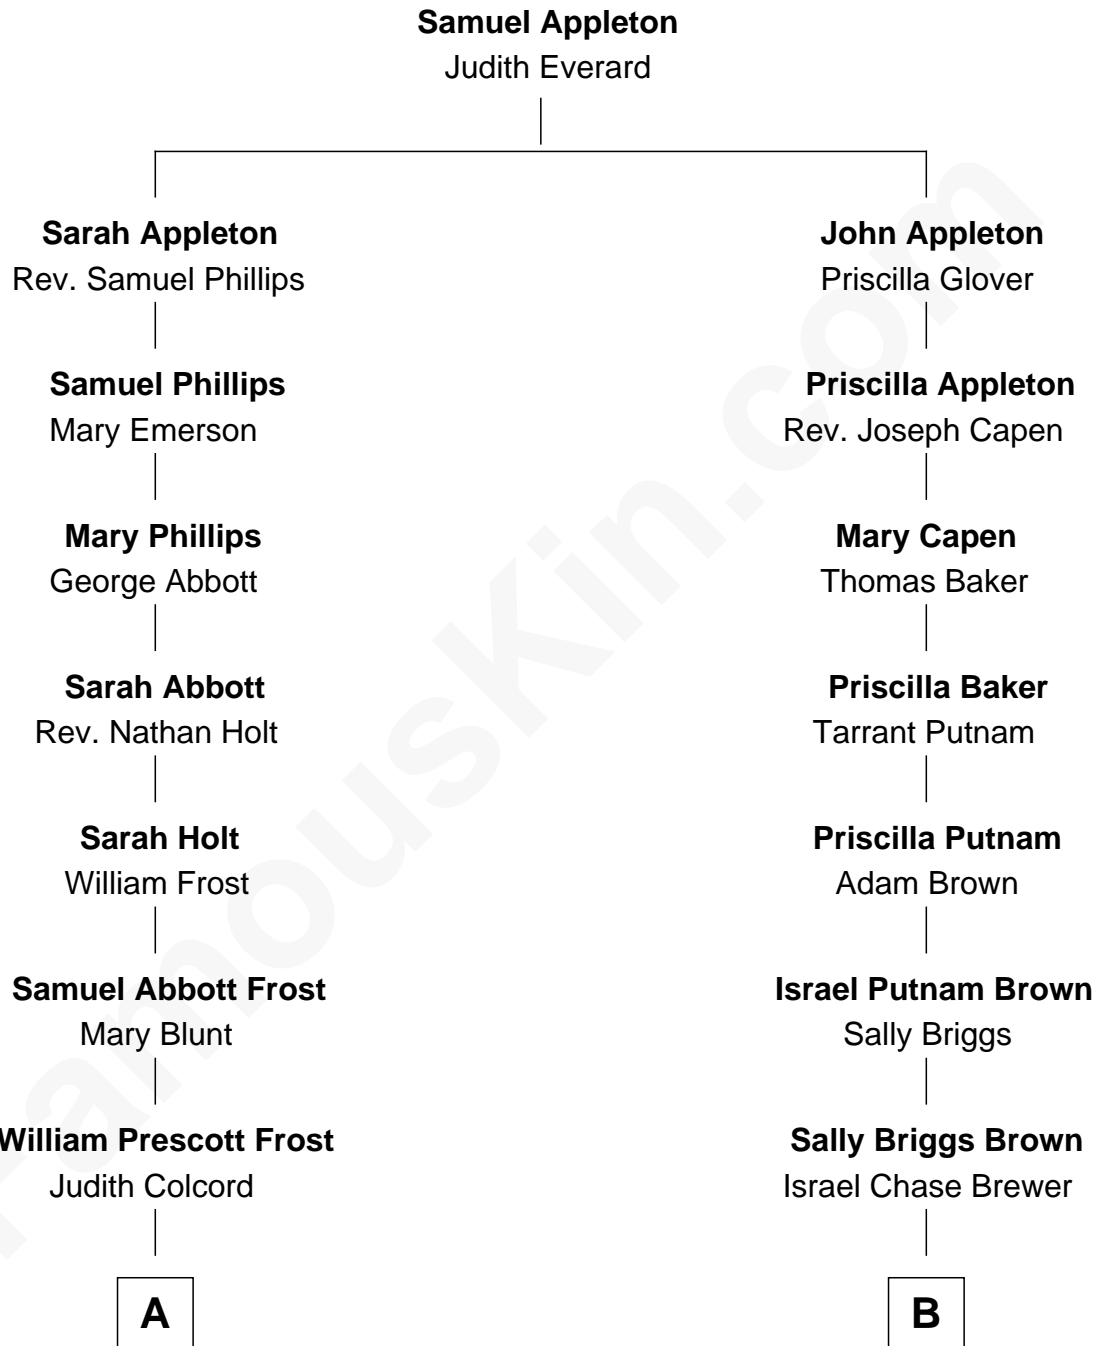 Samuel Appleton
Judith Everard
Sarah Appleton
Rev. Samuel Phillips
John Appleton
Priscilla Glover
Samuel Phillips
Mary Emerson
Priscilla Appleton
Rev. Joseph Capen
Mary Phillips
George Abbott
Mary Capen
Thomas Baker
Sarah Abbott
Rev. Nathan Holt
Priscilla Baker
Tarrant Putnam
Sarah Holt
William Frost
Priscilla Putnam
Adam Brown
Samuel Abbott Frost
Mary Blunt
Israel Putnam Brown
Sally Briggs
William Prescott Frost
Judith Colcord
Sally Briggs Brown
Israel Chase Brewer
A
B
FamousKin.com